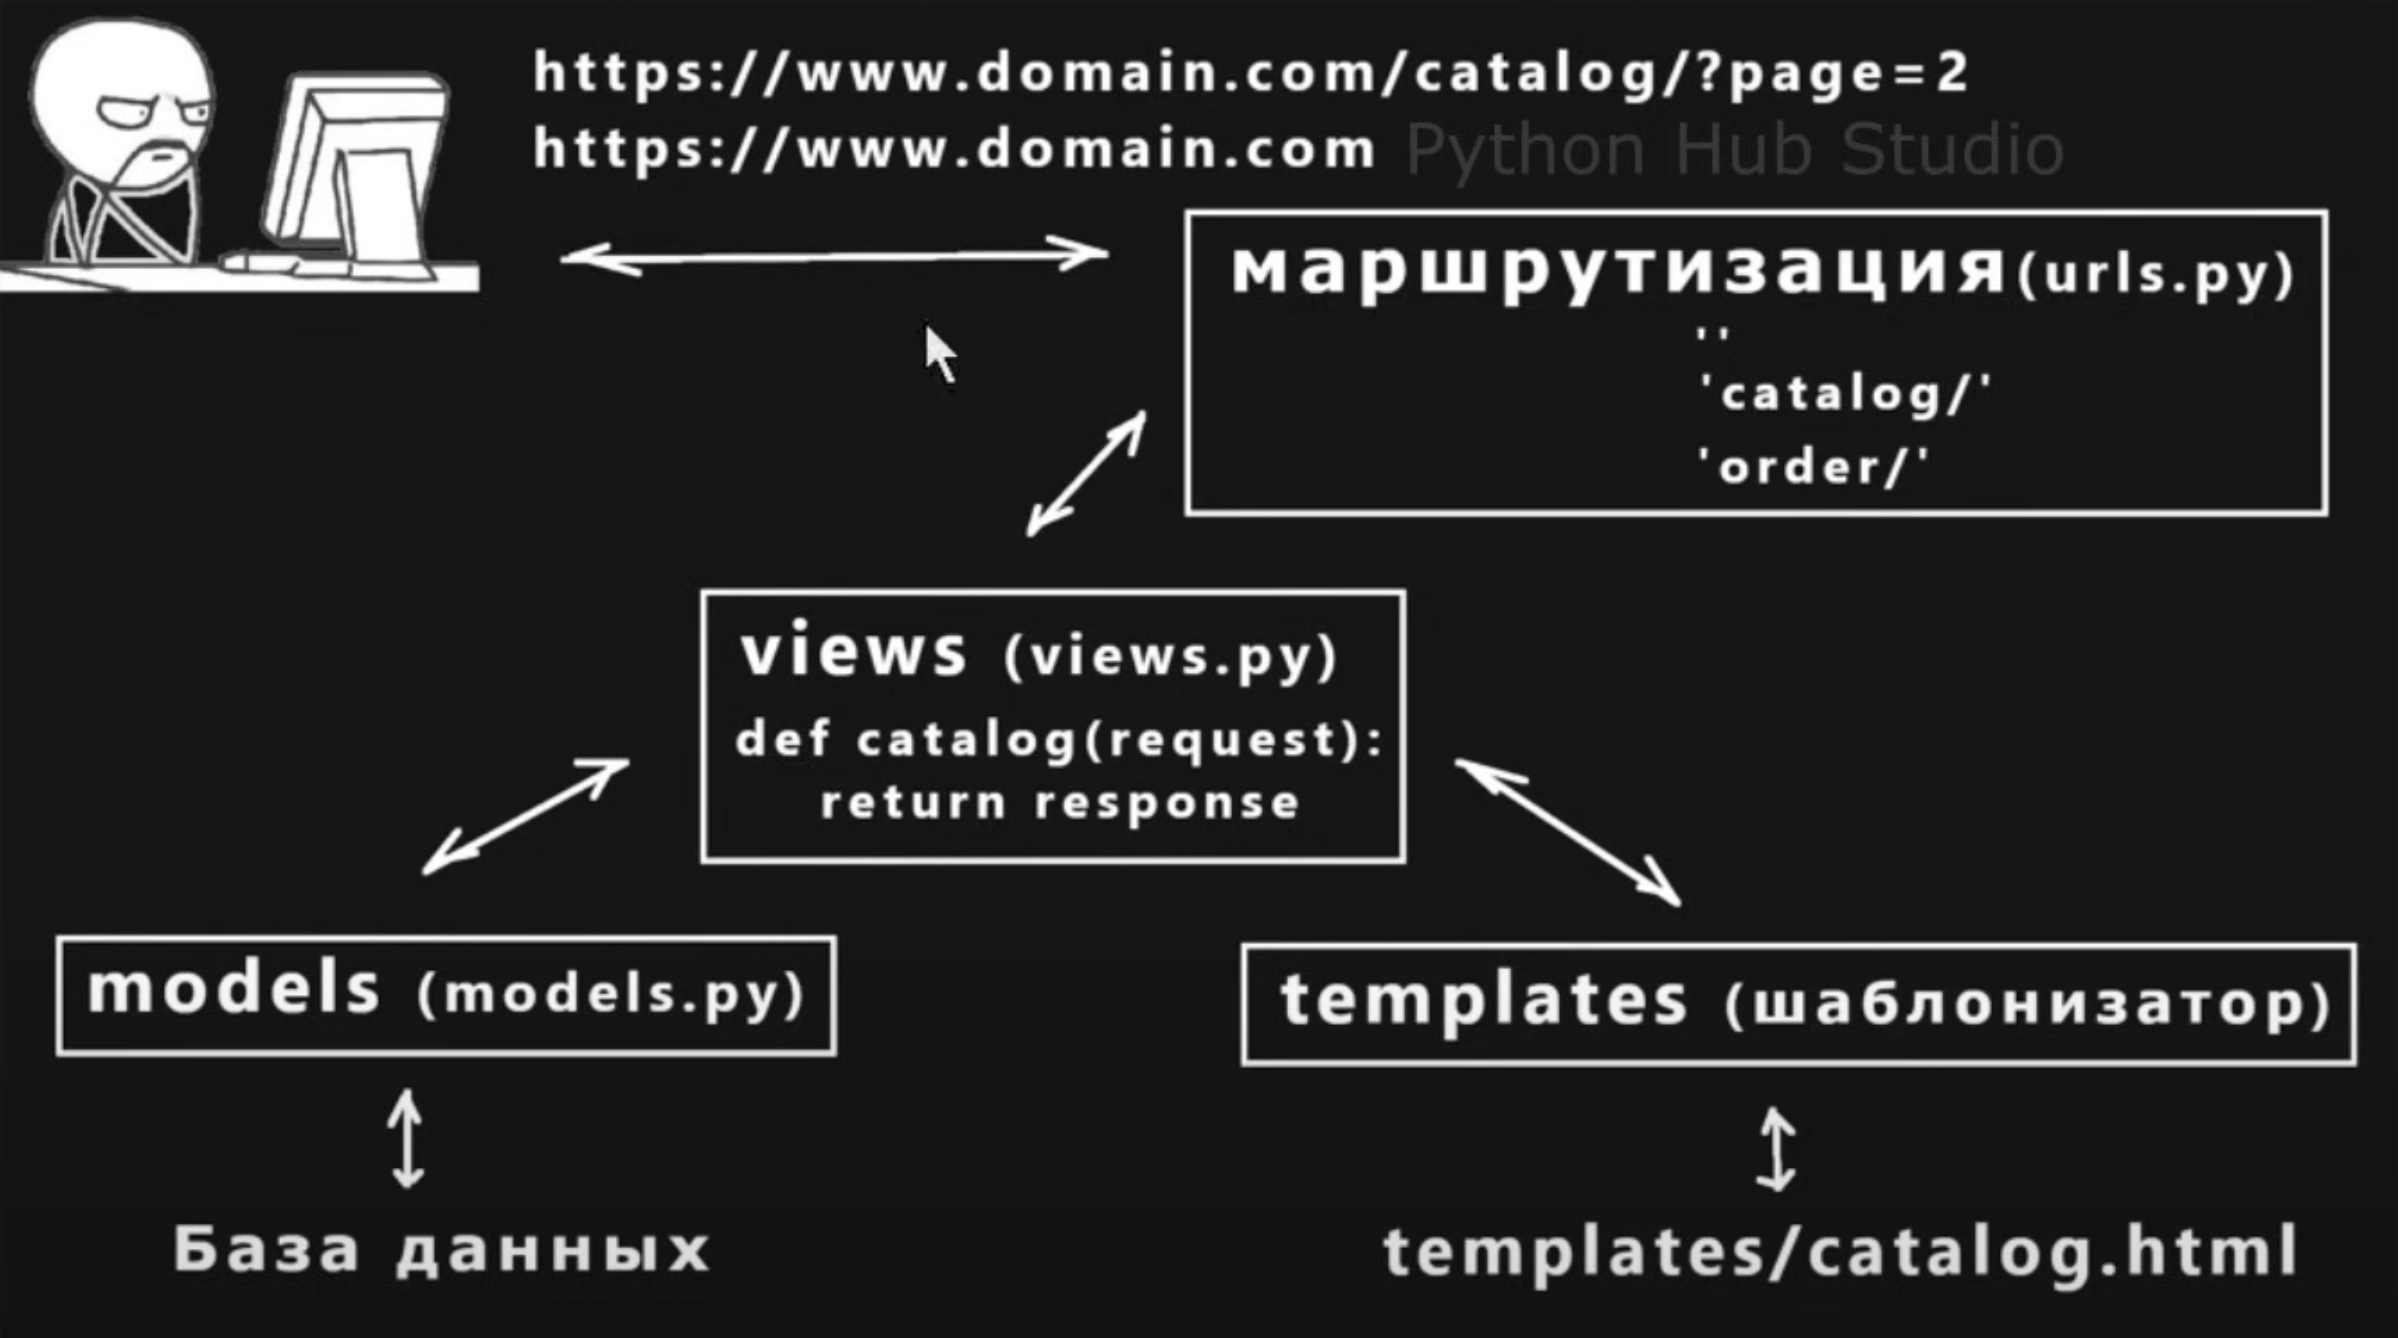 https://www.domain.com/catalog/?page=2
https://www.domain.com Python Hub Studio
маршрутизация(urls.py)
''
'catalog/'
'order/'
views (views.py)
def catalog(request):
return response
models (models.py)
templates (шаблонизатор)
База данных
templates/catalog.html